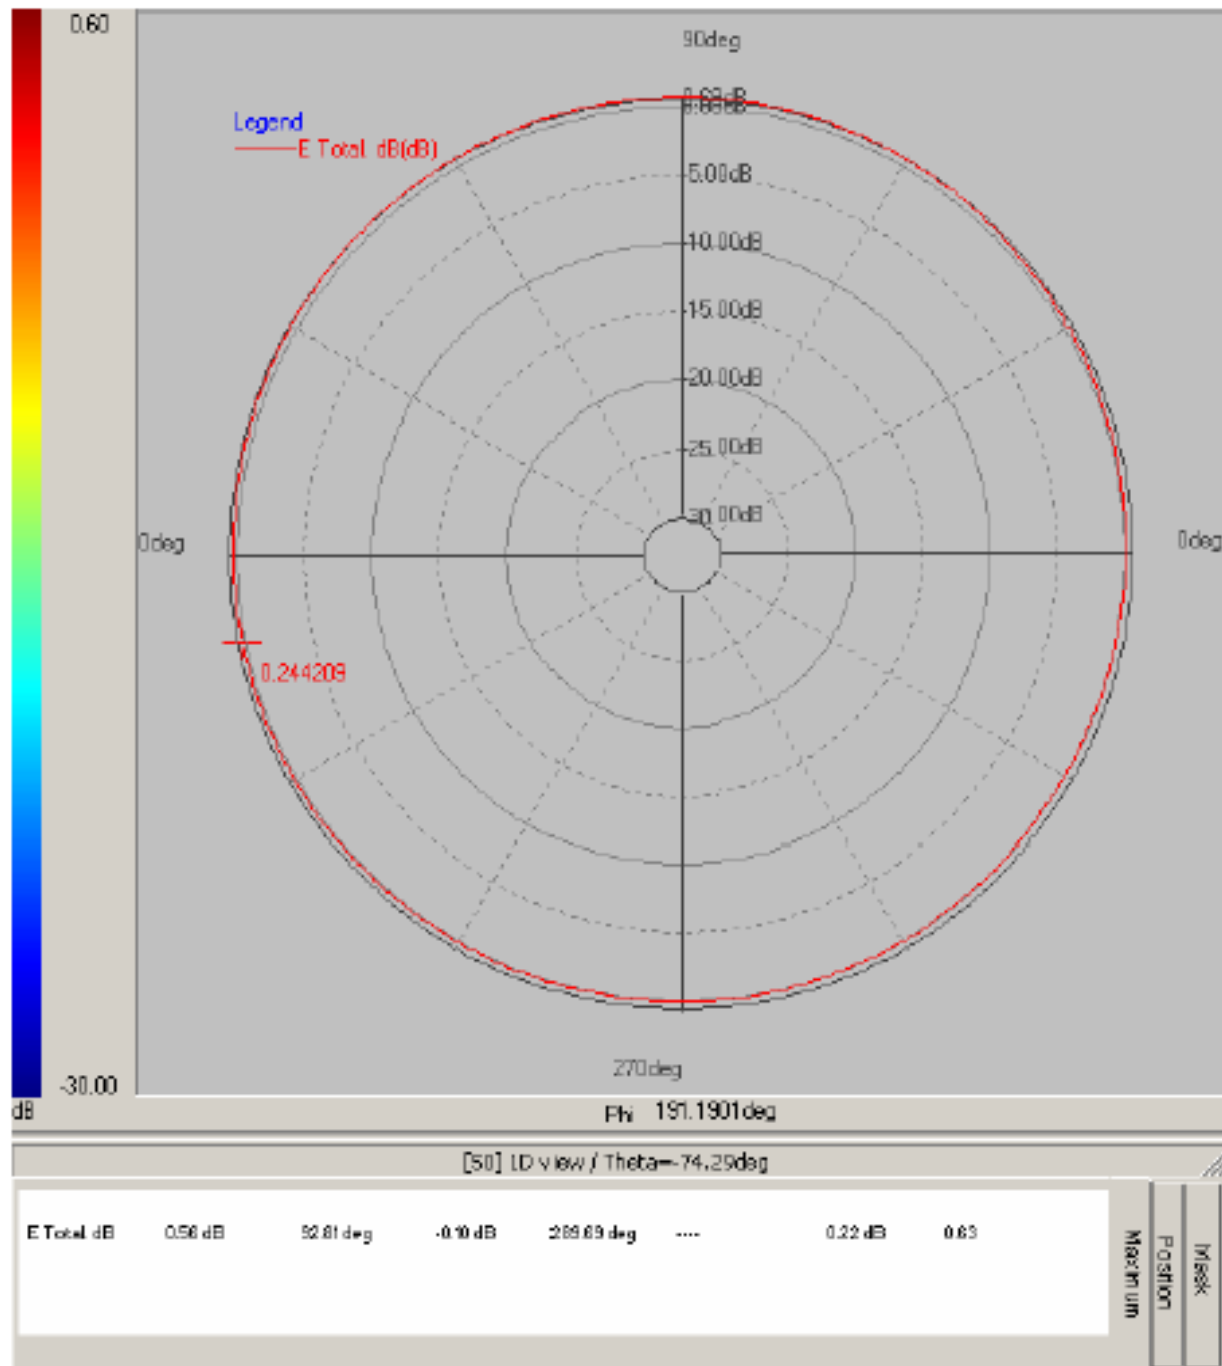 0.60
90deg
Legend
E Total. dB(dB)
5.00dB
10.00dB
15.00dB
20.00dB
25.00dB
30.00dB
0deg
0deg
0.244209
270deg
-30.00
dB
Phi 191.1901deg
[50] 1D view / Theta=-74.29deg
E Total. dB 0.56 dB 92.81 deg -0.10 dB 289.69 deg ---- 0.22 dB 0.63
Maximum
Position
Mask